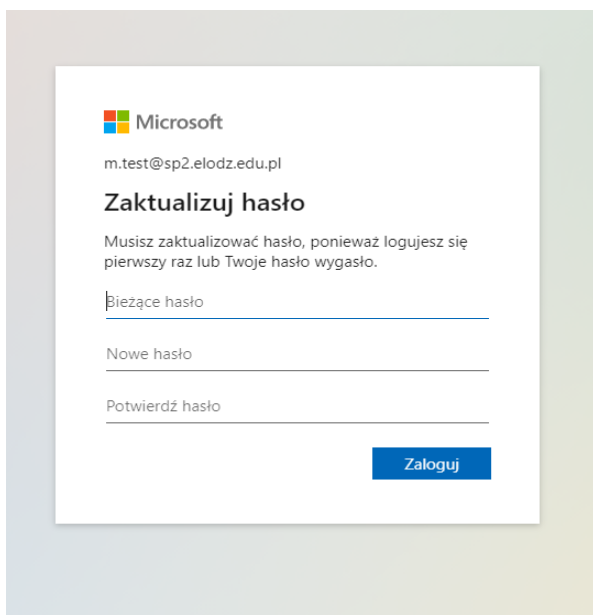 Microsoft
m.test@sp2.elodz.edu.pl
Zaktualizuj hasło
Musisz zaktualizować hasło, ponieważ logujesz się
pierwszy raz lub Twoje hasło wygasło.
Bieżące hasło
Nowe hasło
Potwierdź hasło
Zaloguj